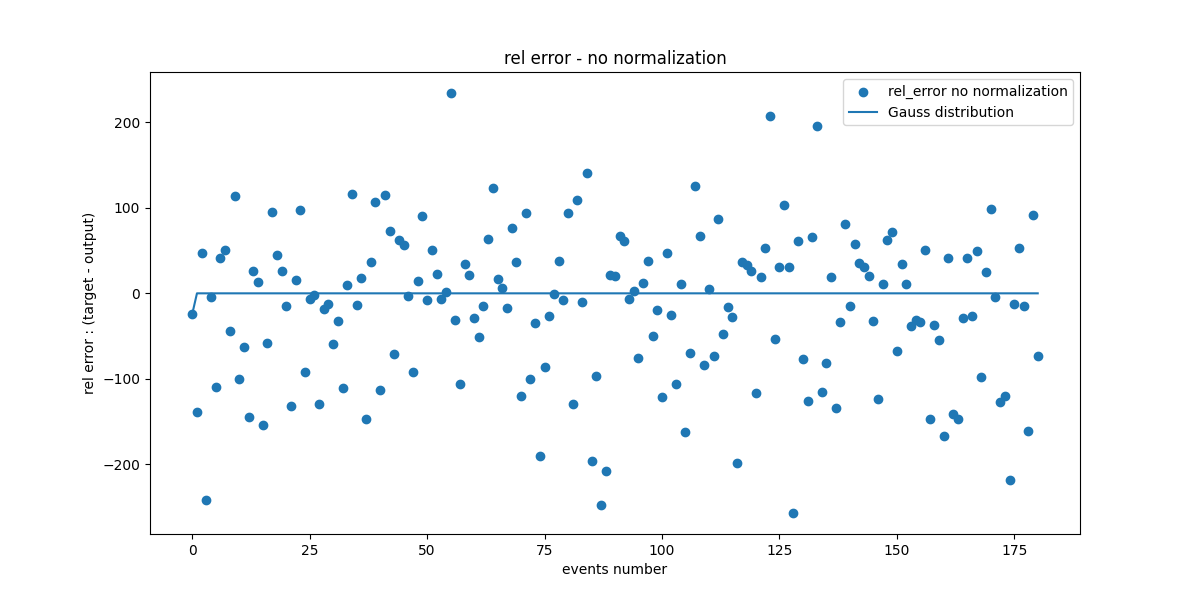 rel error - no normalization
rel_error no normalization
Gauss distribution
rel error : (target - output)
200
100
0
−100
−200
0
25
50
75
100
125
150
175
events number